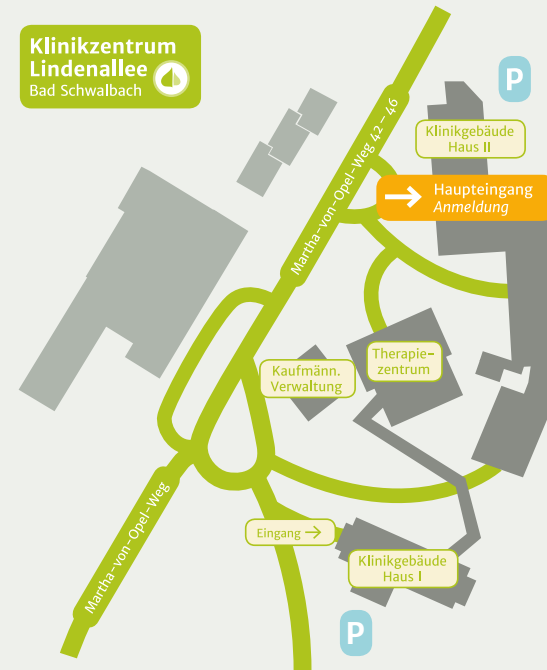 Klinikzentrum
Lindenallee
Bad Schwalbach
P
Klinikgebäude
Haus II
Martha-von-Opel-Weg 42-46
Haupteingang
Anmeldung
Therapie-
zentrum
Kaufmänn.
Verwaltung
Martha-von-Opel-Weg
Eingang →
Klinikgebäude
Haus I
P